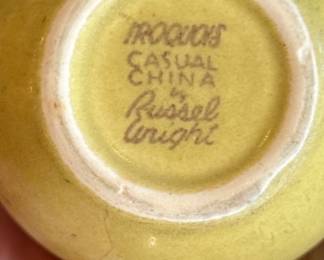 IROQUOIS
CASUAL
CHINA
by
Russel
Wright